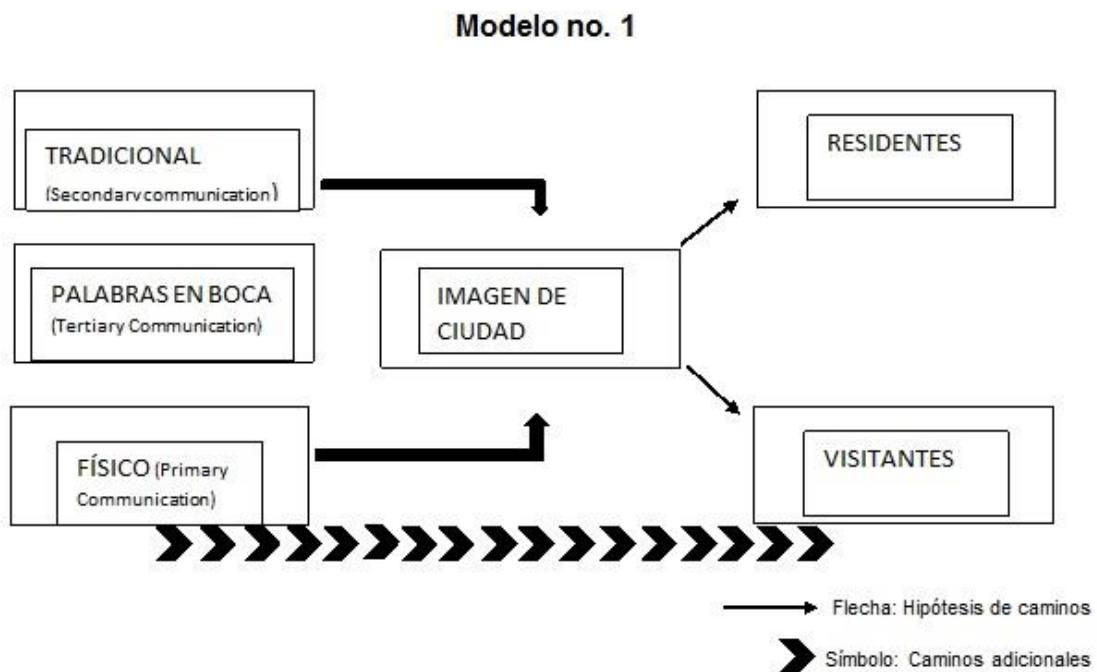 Modelo no. 1
TRADICIONAL
(Secondary communication)
PALABRAS EN BOCA
(Tertiary Communication)
FÍSICO (Primary
Communication)
IMAGEN DE
CIUDAD
RESIDENTES
VISITANTES
Flecha: Hipótesis de caminos
Símbolo: Caminos adicionales